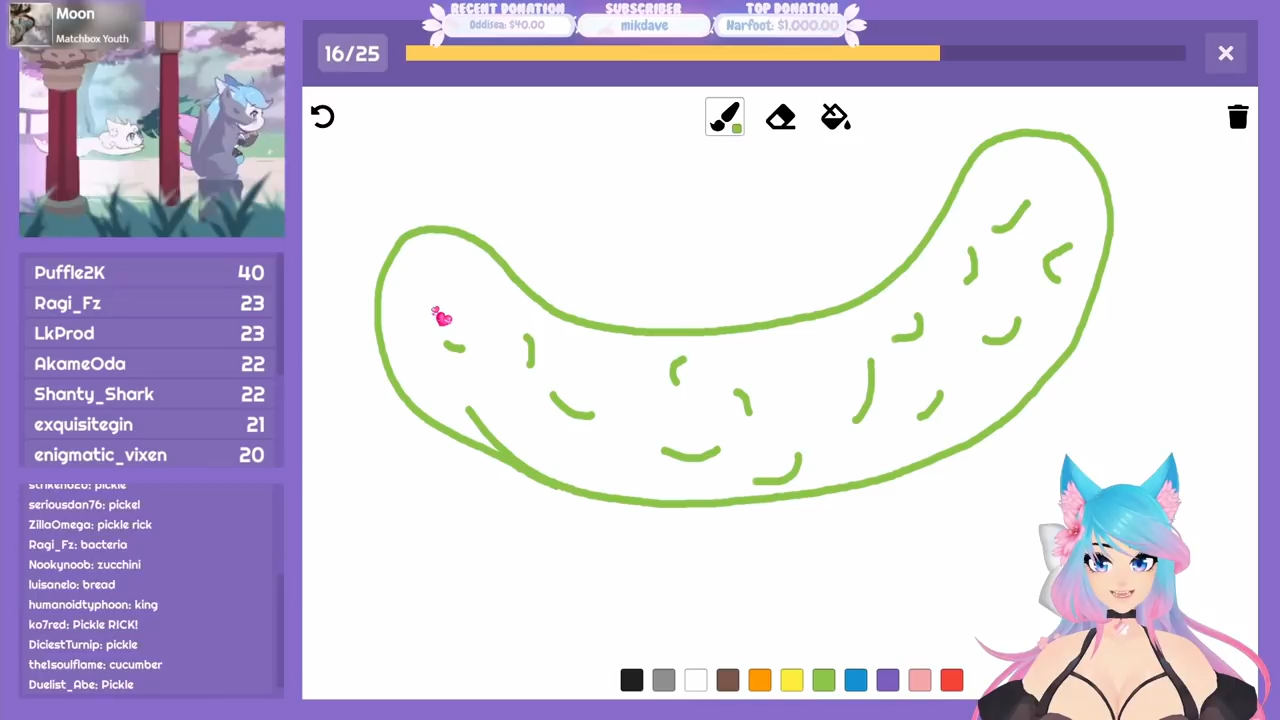 Moon
Matchbox Youth
RECENT DONATION
Oddisea: $40.00
SUBSCRIBER
mikdave
TOP DONATION
Harfoot: $1,000.00
16/25
Puffle2K 40
Ragi_Fz 23
LkProd 23
AkameOda 22
Shanty_Shark 22
exquisitegin 21
enigmatic_vixen 20
seriousdan76: pickel
ZillaOmega: pickle rick
Ragi_Fz: bacteria
Nookynoob: zucchini
luisanelo: bread
humanoidtyphoon: king
ko7red: Pickle RICK!
DiciestTurnip: pickle
the1soulflame: cucumber
Duelist_Abe: Pickle